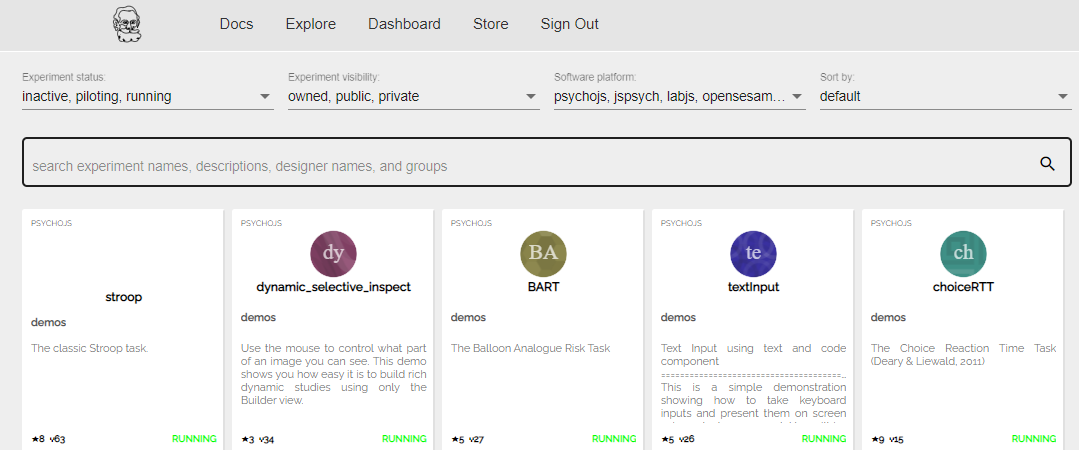 Docs Explore Dashboard Store Sign Out
Experiment status: Experiment visibility: Software platform: Sort by:
inactive, piloting, running owned, public, private psychojs, jspsych, labjs, opensesam... default
search experiment names, descriptions, designer names, and groups
PSYCHOJS
stroop
demos
The classic Stroop task.
★8 v63 RUNNING
PSYCHOJS
dy
dynamic_selective_inspect
demos
Use the mouse to control what part
of an image you can see. This demo
shows you how easy it is to build rich
dynamic studies using only the
Builder view.
★3 v34 RUNNING
PSYCHOJS
BA
BART
demos
The Balloon Analogue Risk Task
★5 v27 RUNNING
PSYCHOJS
te
textInput
demos
Text Input using text and code
component
=====================================...
This is a simple demonstration
showing how to take keyboard
inputs and present them on screen
★5 v26 RUNNING
PSYCHOJS
ch
choiceRTT
demos
The Choice Reaction Time Task
(Deary & Liewald, 2011)
★9 v15 RUNNING